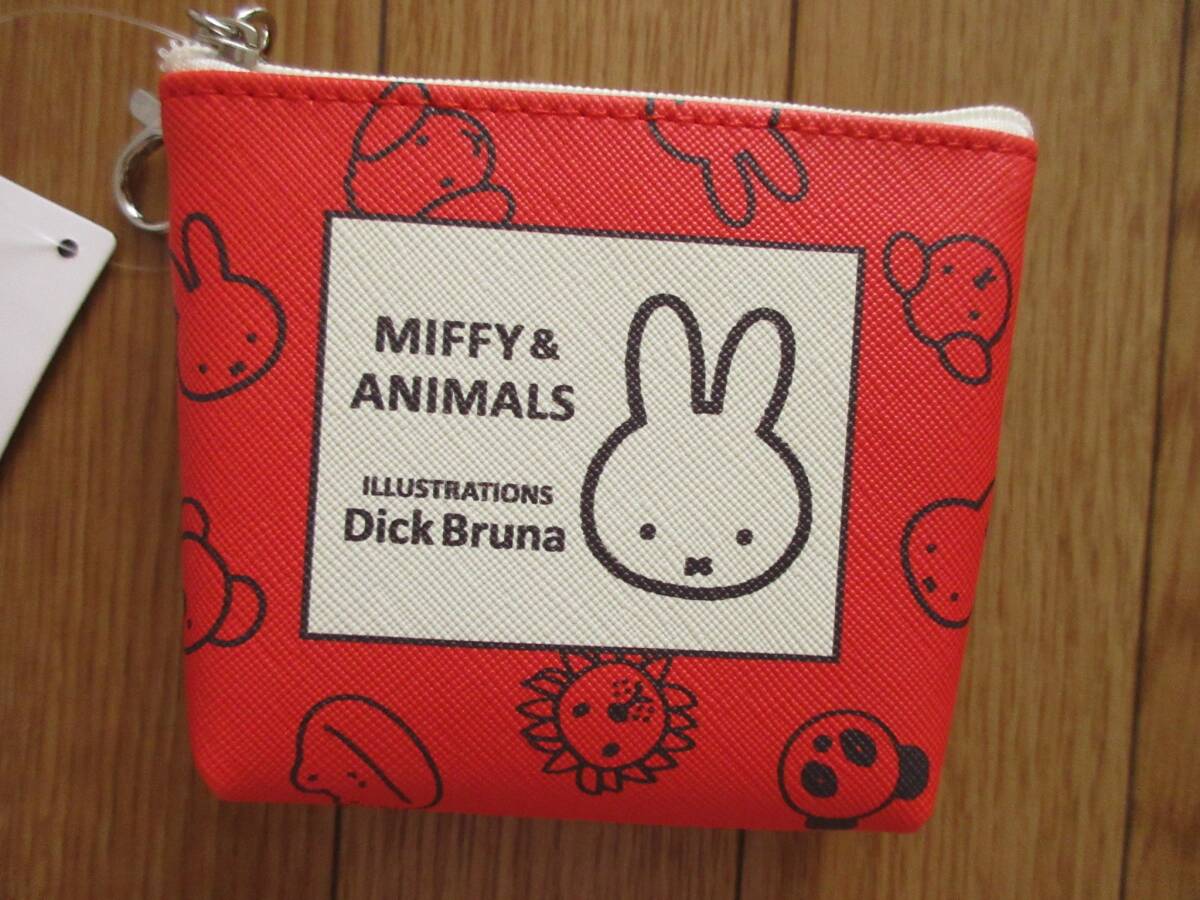 MIFFY &
ANIMALS
ILLUSTRATIONS
Dick Bruna